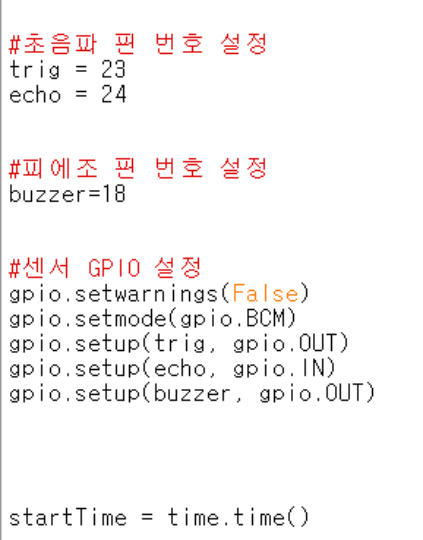 #초음파 핀 번호 설정
trig = 23
echo = 24
#피에조 핀 번호 설정
buzzer=18
#센서 GPIO 설정
gpio.setwarnings(False)
gpio.setmode(gpio.BCM)
gpio.setup(trig, gpio.OUT)
gpio.setup(echo, gpio.IN)
gpio.setup(buzzer, gpio.OUT)
startTime = time.time()